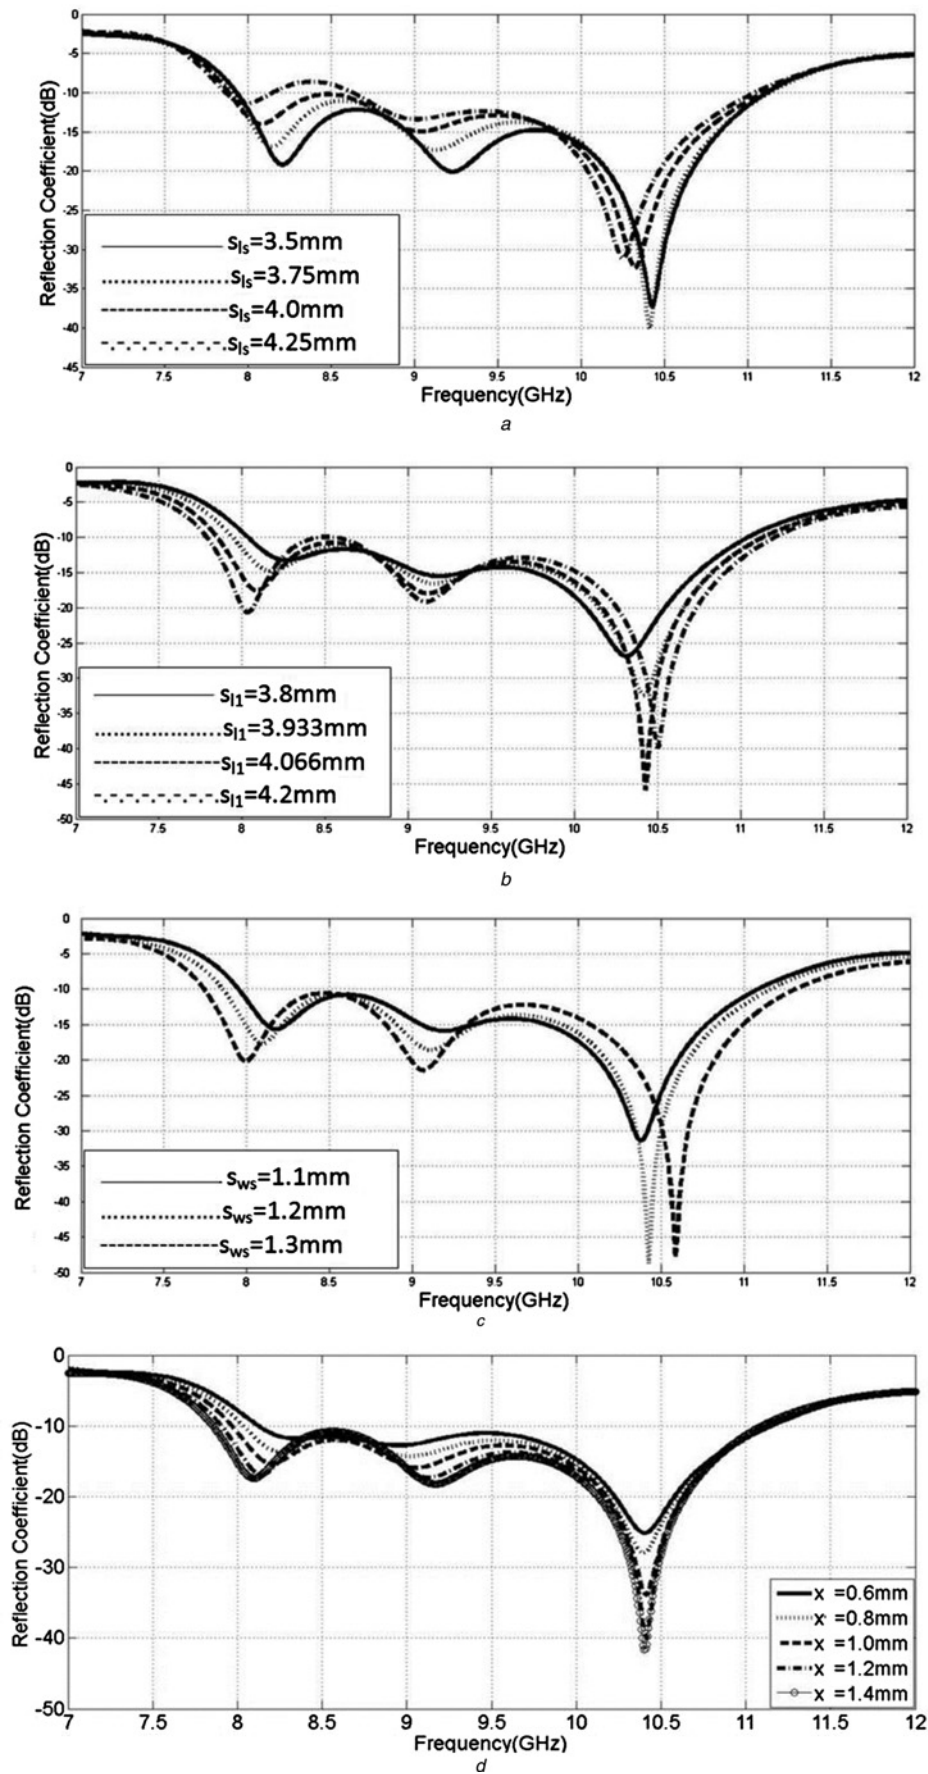 0
-5
-10
-15
-20
-25
-30
-35
-40
-45
Reflection Coefficient(dB)
sls=3.5mm
sls=3.75mm
sls=4.0mm
sls=4.25mm
7 7.5 8 8.5 9 9.5 10 10.5 11 11.5 12
Frequency(GHz)
a
0
-5
-10
-15
-20
-25
-30
-35
-40
-45
-50
Reflection Coefficient(dB)
sl1=3.8mm
sl1=3.933mm
sl1=4.066mm
sl1=4.2mm
7 7.5 8 8.5 9 9.5 10 10.5 11 11.5 12
Frequency(GHz)
b
0
-5
-10
-15
-20
-25
-30
-35
-40
-45
-50
Reflection Coefficient(dB)
sws=1.1mm
sws=1.2mm
sws=1.3mm
7 7.5 8 8.5 9 9.5 10 10.5 11 11.5 12
Frequency(GHz)
c
0
-10
-20
-30
-40
-50
Reflection Coefficient(dB)
x =0.6mm
x =0.8mm
x =1.0mm
x =1.2mm
x =1.4mm
7 7.5 8 8.5 9 9.5 10 10.5 11 11.5 12
Frequency(GHz)
d